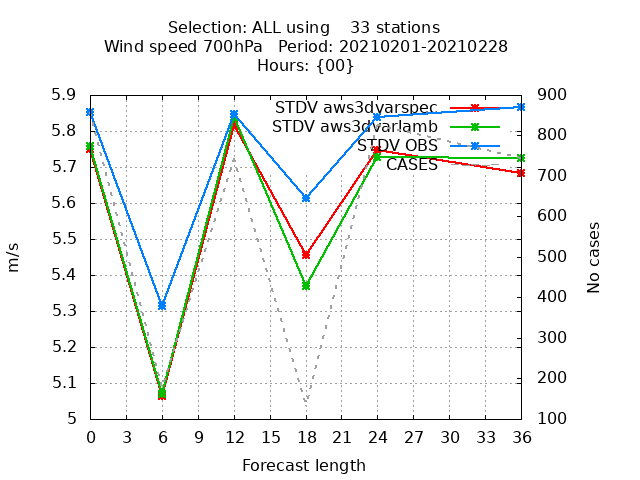 Selection: ALL using 33 stations
Wind speed 700hPa Period: 20210201-20210228
Hours: {00}
STDV aws3dvarspec
STDV aws3dvarlamb
STDV OBS
CASES
5.9
5.8
5.7
5.6
5.5
5.4
5.3
5.2
5.1
5
m/s
900
800
700
600
500
400
300
200
100
No cases
0 3 6 9 12 15 18 21 24 27 30 33 36
Forecast length